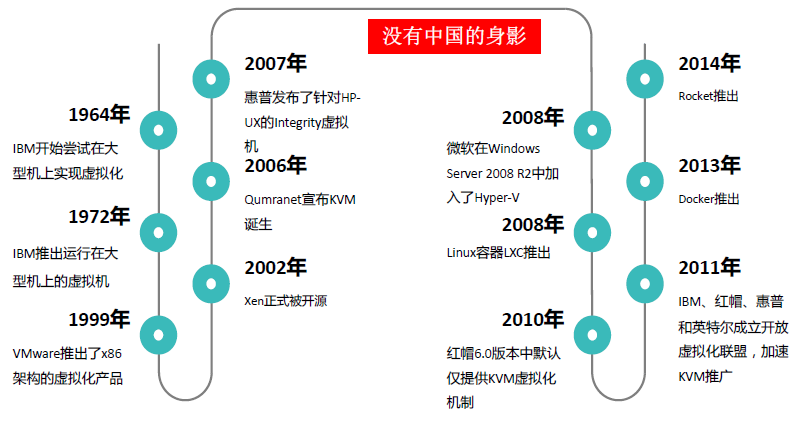 没有中国的身影
1964年
IBM开始尝试在大
型机上实现虚拟化
1972年
IBM推出运行在大
型机上的虚拟机
1999年
VMware推出了x86
架构的虚拟化产品
2002年
Xen正式被开源
2006年
Qumranet宣布KVM
诞生
2007年
惠普发布了针对HP-
UX的Integrity虚拟
机
2008年
微软在Windows
Server 2008 R2中加
入了Hyper-V
2008年
Linux容器LXC推出
2010年
红帽6.0版本中默认
仅提供KVM虚拟化
机制
2011年
IBM、红帽、惠普
和英特尔成立开放
虚拟化联盟，加速
KVM推广
2013年
Docker推出
2014年
Rocket推出